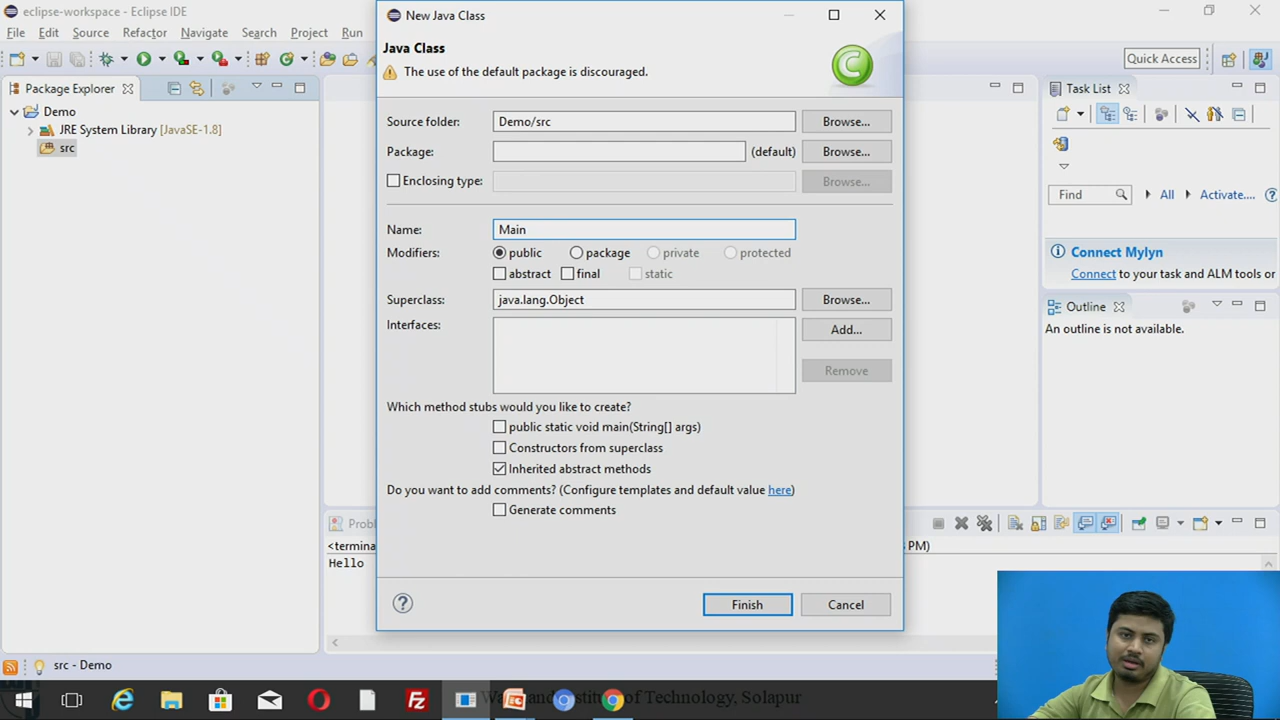 eclipse-workspace - Eclipse IDE
File Edit Source Refactor Navigate Search Project Run
Quick Access
Package Explorer
Demo
JRE System Library [JavaSE-1.8]
src
New Java Class
Java Class
The use of the default package is discouraged.
Source folder: Demo/src Browse...
Package: (default) Browse...
Enclosing type: Browse...
Name: Main
Modifiers: public package private protected
abstract final static
Superclass: java.lang.Object Browse...
Interfaces: Add...
Remove
Which method stubs would you like to create?
public static void main(String[] args)
Constructors from superclass
Inherited abstract methods
Do you want to add comments? (Configure templates and default value here)
Generate comments
Finish Cancel
Task List
Find All Activate....
Connect Mylyn
Connect to your task and ALM tools or
Outline
An outline is not available.
PM)
Hello
src - Demo
of Technology, Solapur